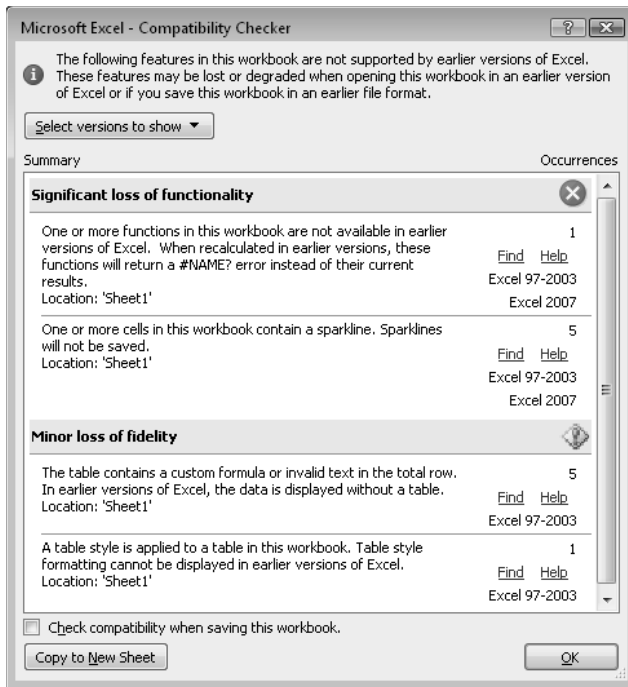 Microsoft Excel - Compatibility Checker
The following features in this workbook are not supported by earlier versions of Excel.
These features may be lost or degraded when opening this workbook in an earlier version
of Excel or if you save this workbook in an earlier file format.
Select versions to show
Summary Occurrences
Significant loss of functionality
One or more functions in this workbook are not available in earlier 1
versions of Excel. When recalculated in earlier versions, these
functions will return a #NAME? error instead of their current
results.
Location: 'Sheet1'
Find Help
Excel 97-2003
Excel 2007
One or more cells in this workbook contain a sparkline. Sparklines 5
will not be saved.
Location: 'Sheet1'
Find Help
Excel 97-2003
Excel 2007
Minor loss of fidelity
The table contains a custom formula or invalid text in the total row. 5
In earlier versions of Excel, the data is displayed without a table.
Location: 'Sheet1'
Find Help
Excel 97-2003
A table style is applied to a table in this workbook. Table style 1
formatting cannot be displayed in earlier versions of Excel.
Location: 'Sheet1'
Find Help
Excel 97-2003
Check compatibility when saving this workbook.
Copy to New Sheet OK